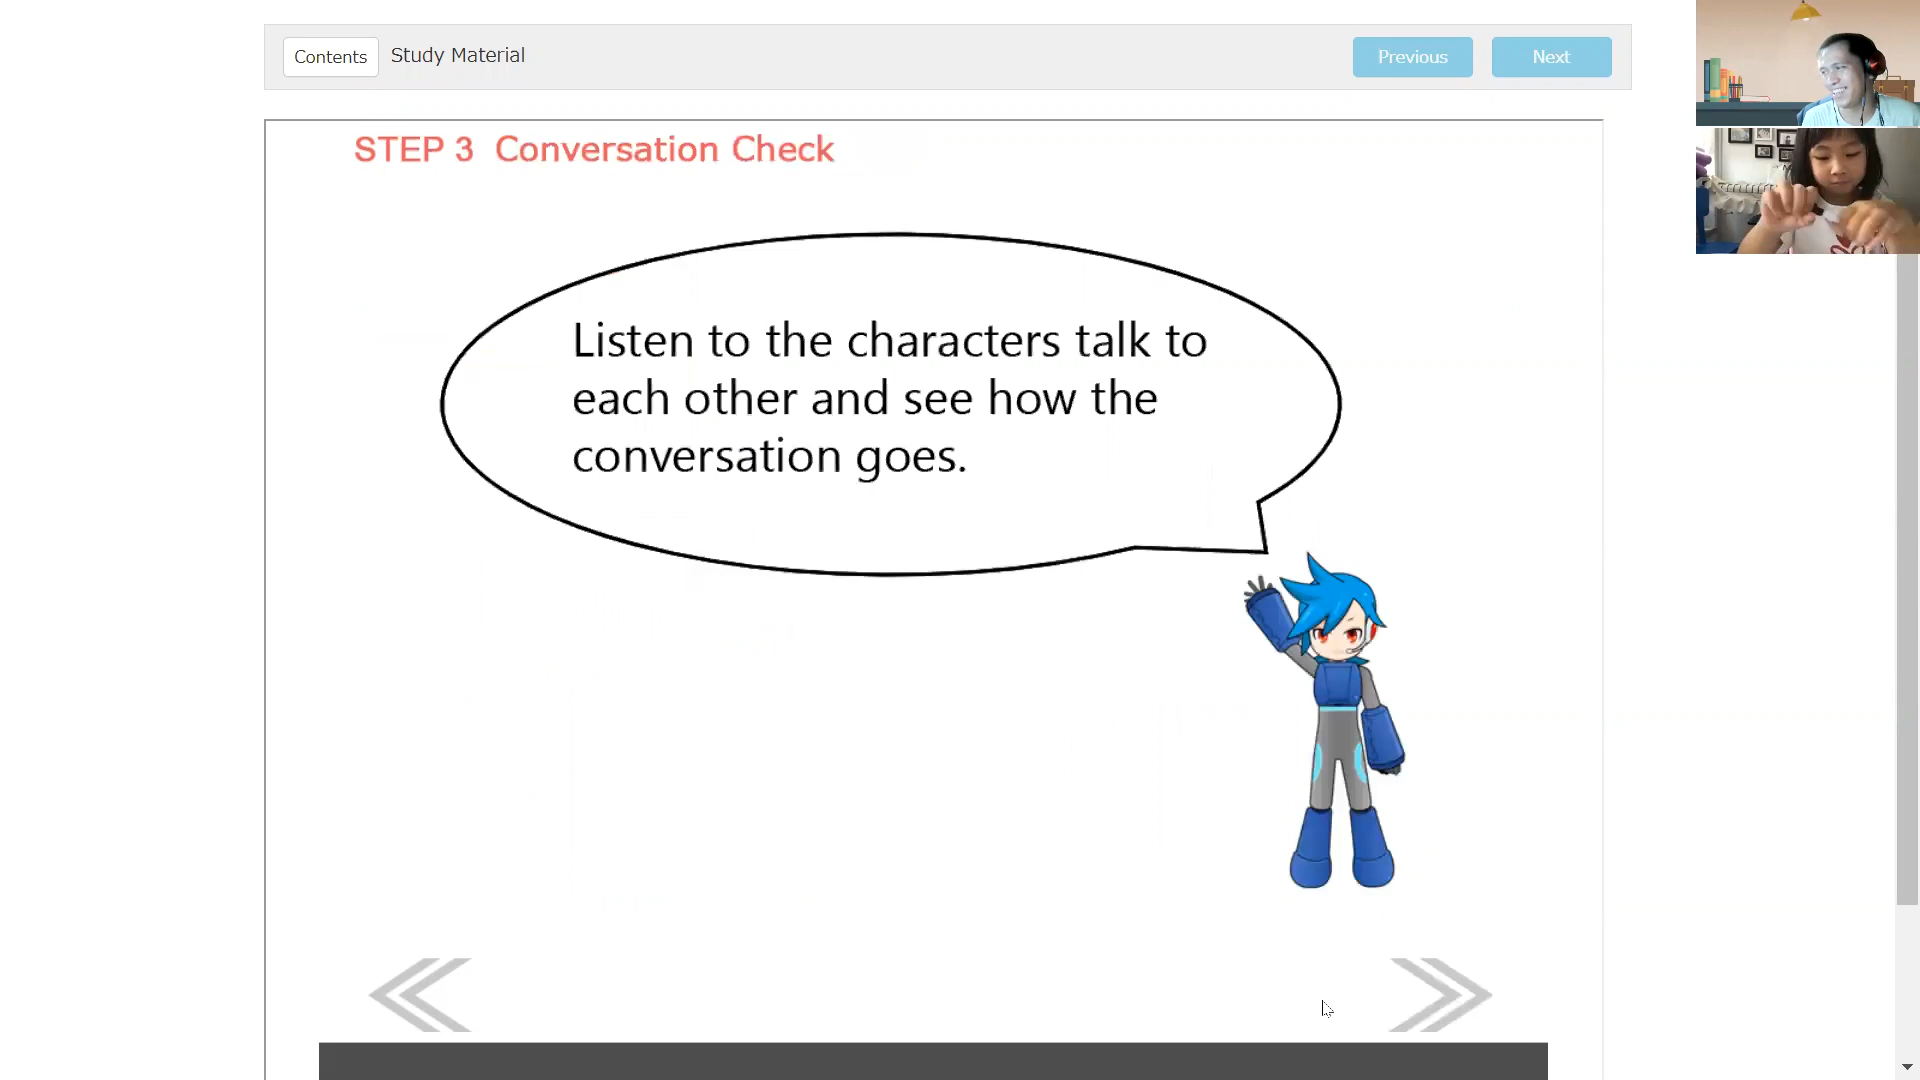 Contents
Study Material
Previous
Next
STEP 3 Conversation Check
Listen to the characters talk to
each other and see how the
conversation goes.